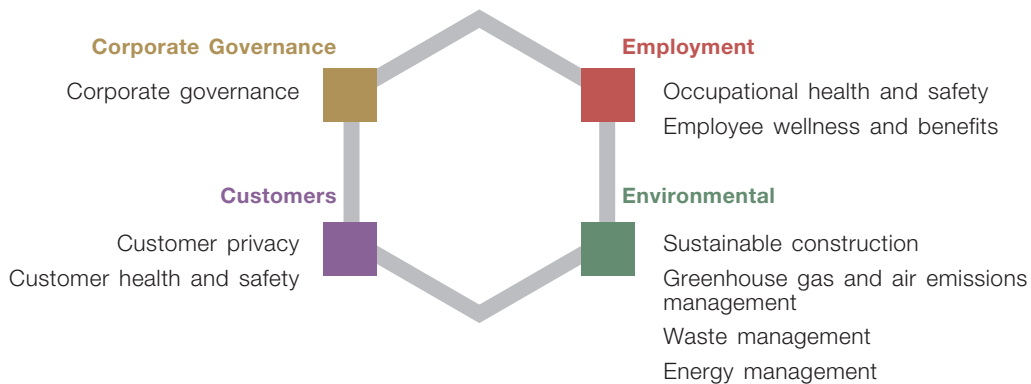 Corporate Governance
Corporate governance
Employment
Occupational health and safety
Employee wellness and benefits
Customers
Customer privacy
Customer health and safety
Environmental
Sustainable construction
Greenhouse gas and air emissions
management
Waste management
Energy management